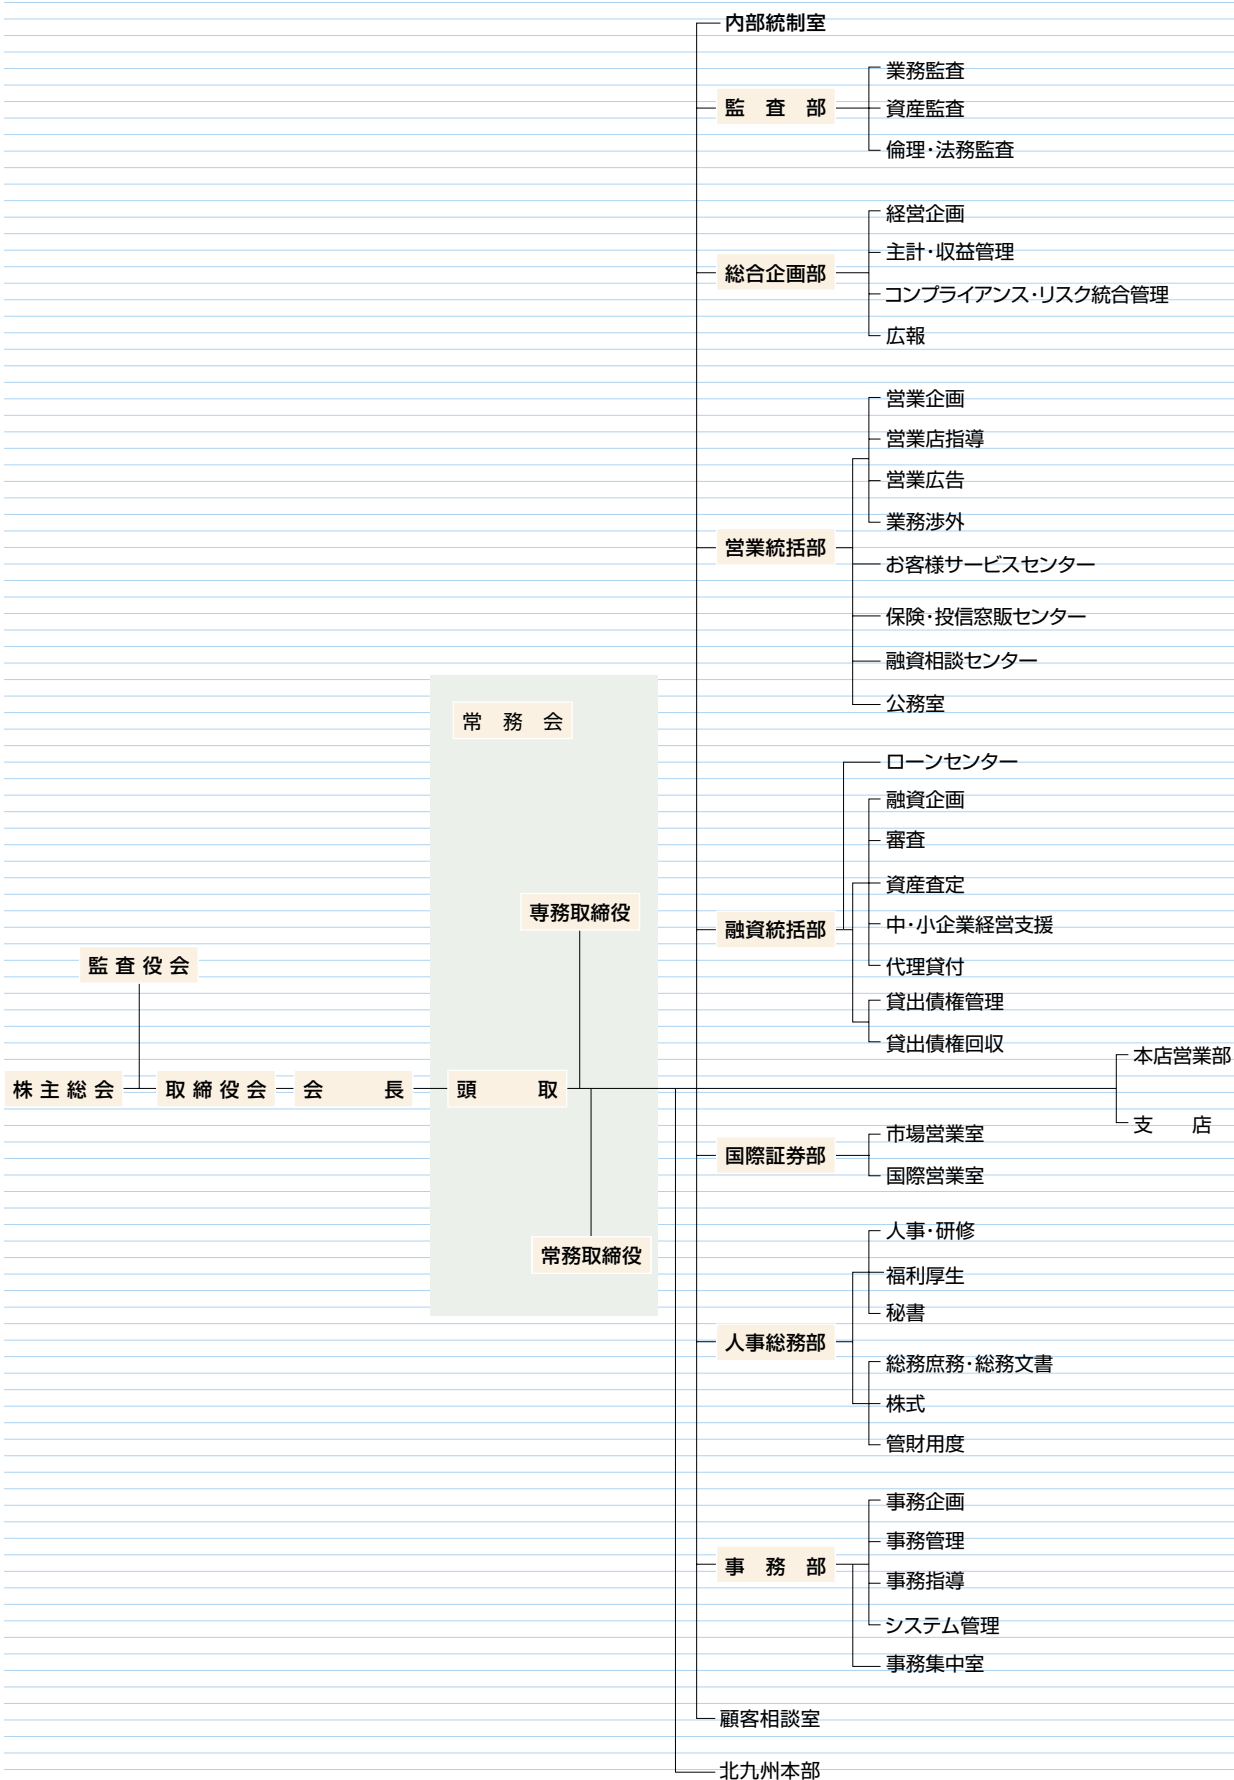 内部統制室
監　査　部
業務監査
資産監査
倫理・法務監査
総合企画部
経営企画
主計・収益管理
コンプライアンス・リスク統合管理
広報
営業統括部
営業企画
営業店指導
営業広告
業務渉外
お客様サービスセンター
保険・投信窓販センター
融資相談センター
公務室
常　務　会
専務取締役
監 査 役 会
株 主 総 会
取 締 役 会
会　　　長
頭　　　取
常務取締役
融資統括部
ローンセンター
融資企画
審査
資産査定
中・小企業経営支援
代理貸付
貸出債権管理
貸出債権回収
本店営業部
支　　店
国際証券部
市場営業室
国際営業室
人事総務部
人事・研修
福利厚生
秘書
総務庶務・総務文書
株式
管財用度
事　務　部
事務企画
事務管理
事務指導
システム管理
事務集中室
顧客相談室
北九州本部